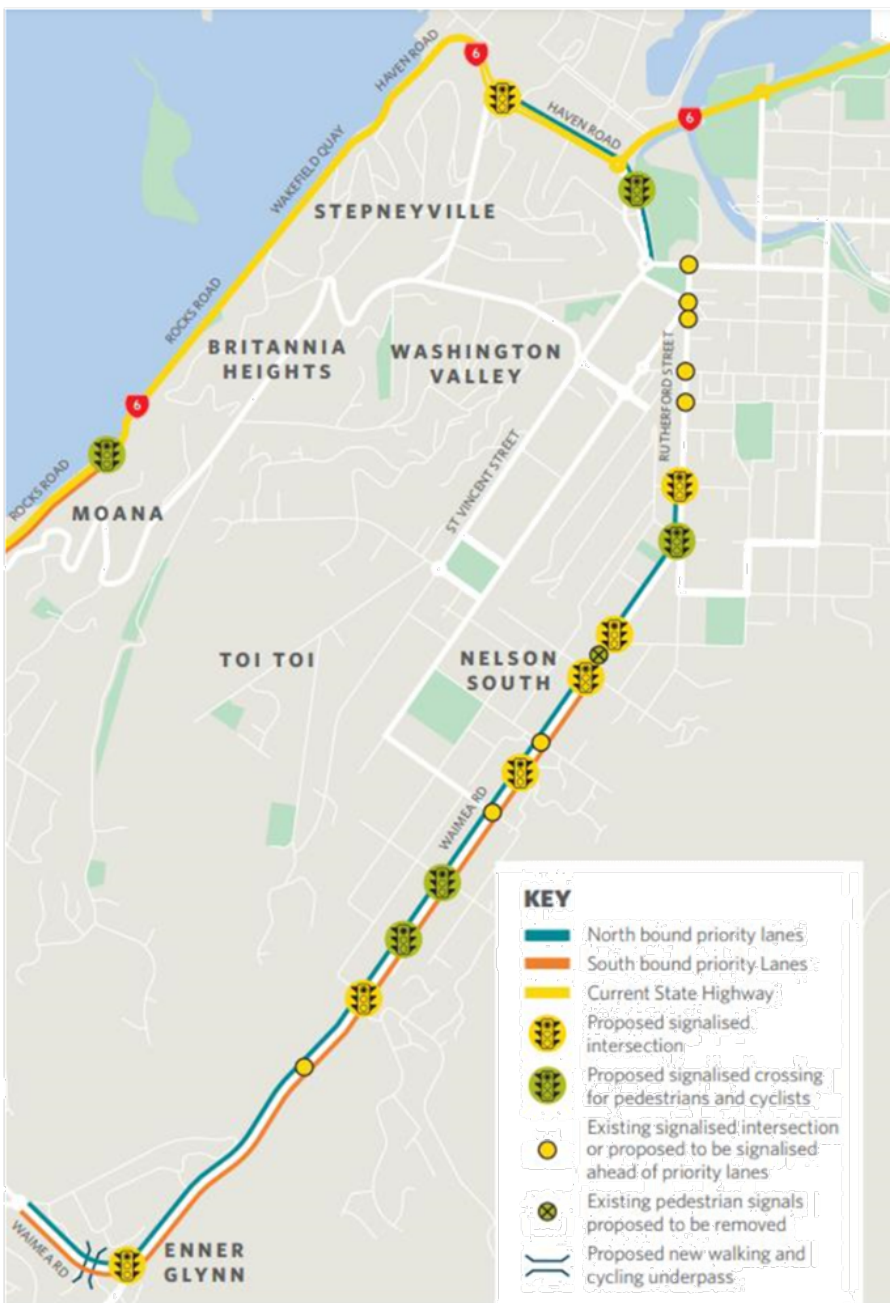 HAVEN ROAD
6
HAVEN ROAD
6
WAKEFIELD QUAY
STEPNEYVILLE
ROCKS ROAD
BRITANNIA
HEIGHTS
WASHINGTON
VALLEY
RUTHERFORD STREET
6
ROCKS ROAD
MOANA
ST VINCENT STREET
TOI TOI
NELSON
SOUTH
WAIMEA RD
KEY
North bound priority lanes
South bound priority Lanes
Current State Highway
Proposed signalised
intersection
Proposed signalised crossing
for pedestrians and cyclists
Existing signalised intersection
or proposed to be signalised
ahead of priority lanes
Existing pedestrian signals
proposed to be removed
Proposed new walking and
cycling underpass
WAIMEA RD
ENNER
GLYNN